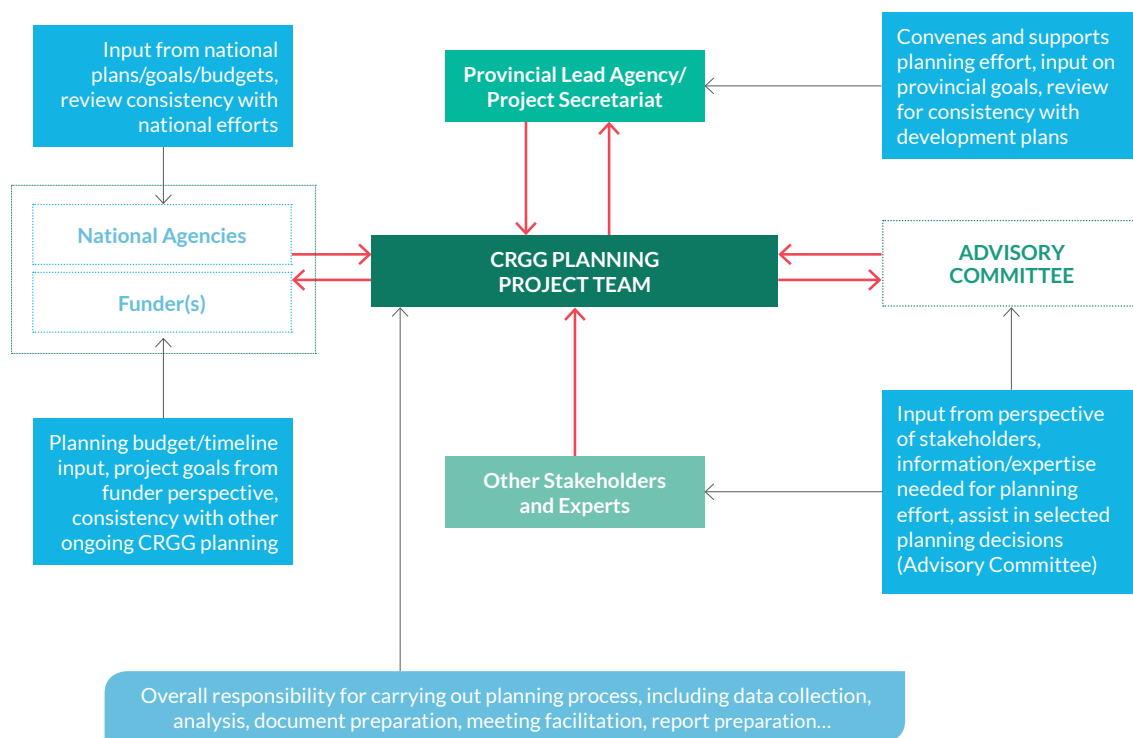 Input from national
plans/goals/budgets,
review consistency with
national efforts
Provincial Lead Agency/
Project Secretariat
Convenes and supports
planning effort, input on
provincial goals, review
for consistency with
development plans
National Agencies
Funder(s)
CRGG PLANNING
PROJECT TEAM
ADVISORY
COMMITTEE
Planning budget/timeline
input, project goals from
funder perspective,
consistency with other
ongoing CRGG planning
Other Stakeholders
and Experts
Input from perspective
of stakeholders,
information/expertise
needed for planning
effort, assist in selected
planning decisions
(Advisory Committee)
Overall responsibility for carrying out planning process, including data collection,
analysis, document preparation, meeting facilitation, report preparation...